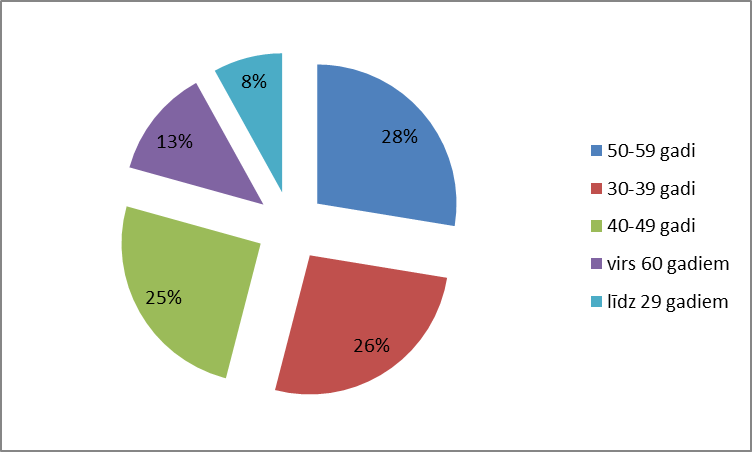 8%
28%
13%
25%
26%
50-59 gadi
30-39 gadi
40-49 gadi
virs 60 gadiem
līdz 29 gadiem